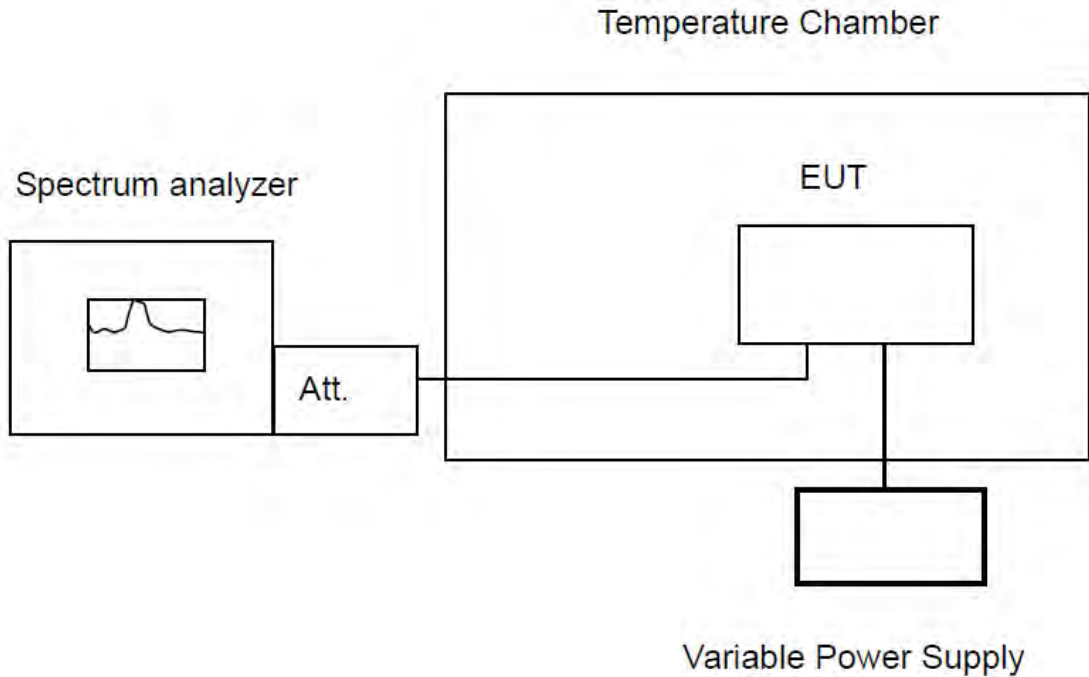 Temperature Chamber
Spectrum analyzer
EUT
Att.
Variable Power Supply